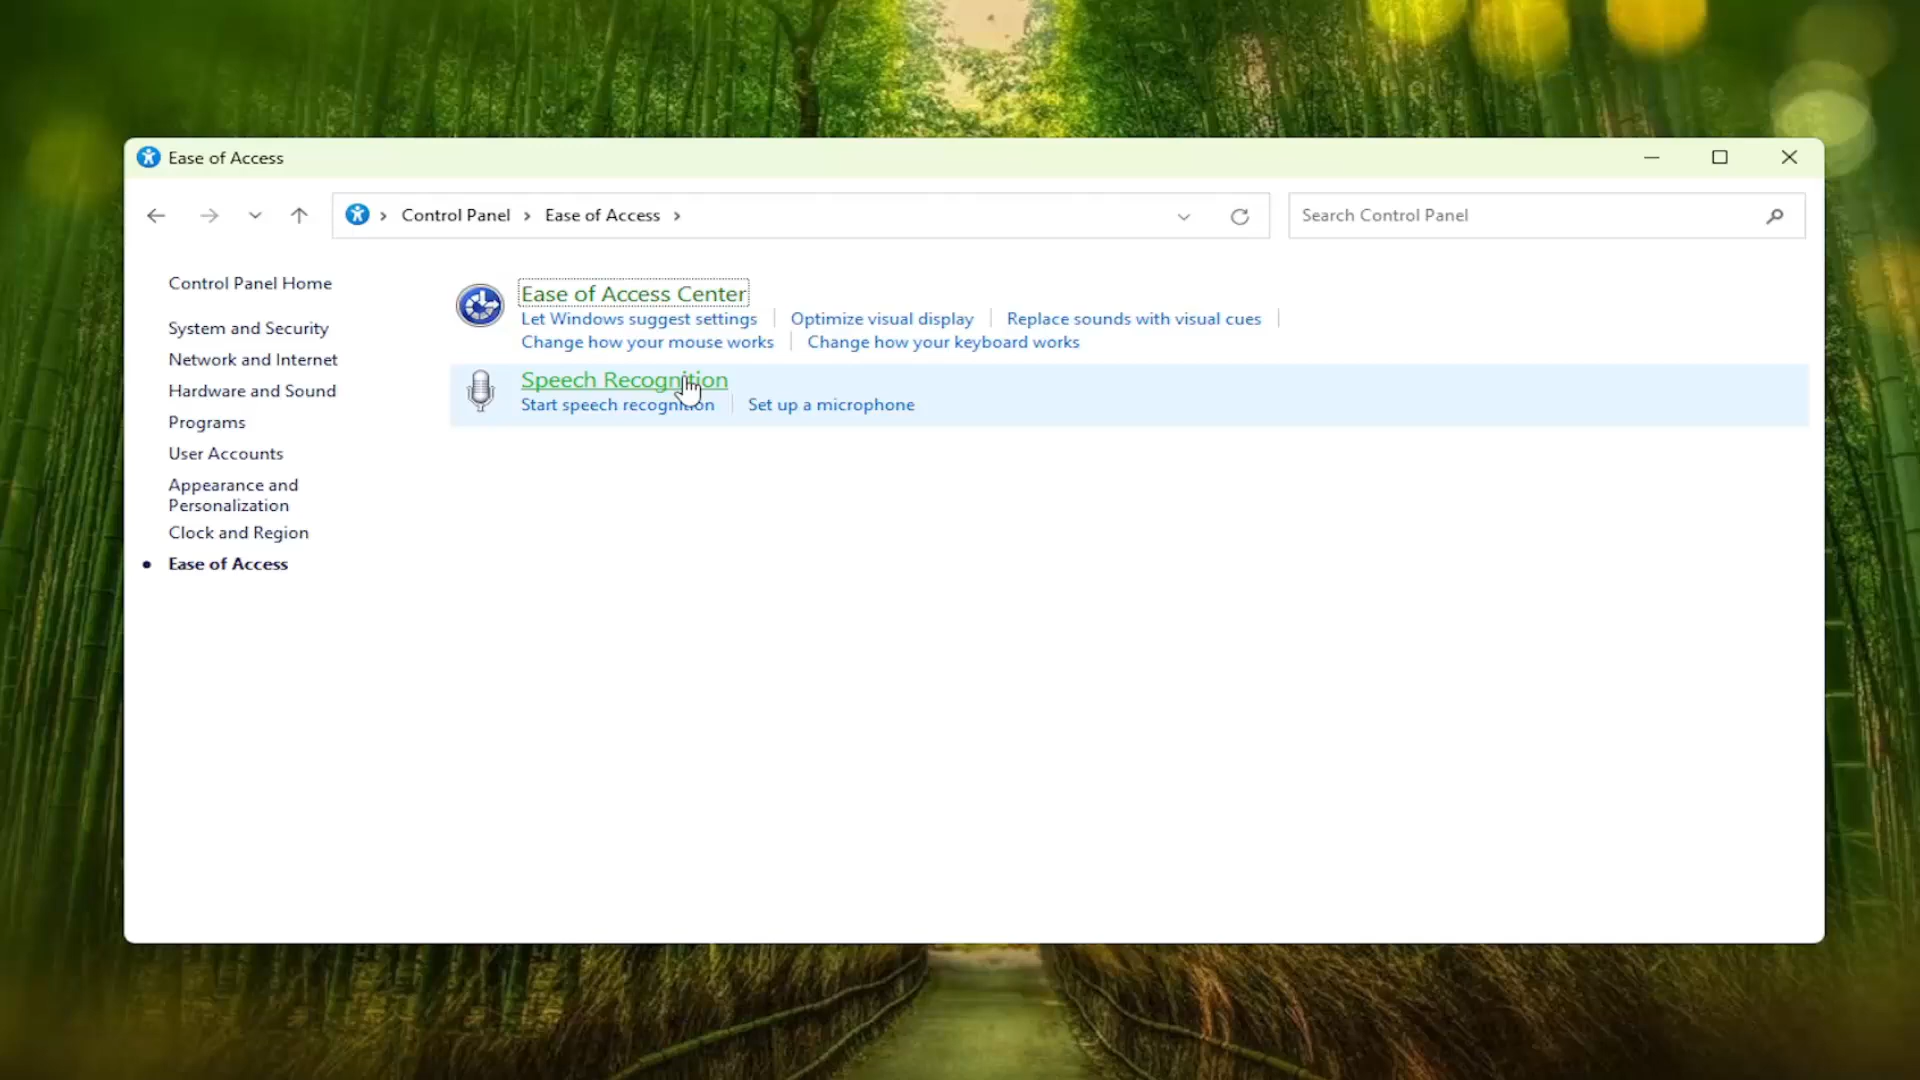 Ease of Access
Control Panel Ease of Access
Search Control Panel
Control Panel Home
System and Security
Network and Internet
Hardware and Sound
Programs
User Accounts
Appearance and
Personalization
Clock and Region
Ease of Access
Ease of Access Center
Let Windows suggest settings Optimize visual display Replace sounds with visual cues
Change how your mouse works Change how your keyboard works
Speech Recognition
Start speech recognition Set up a microphone